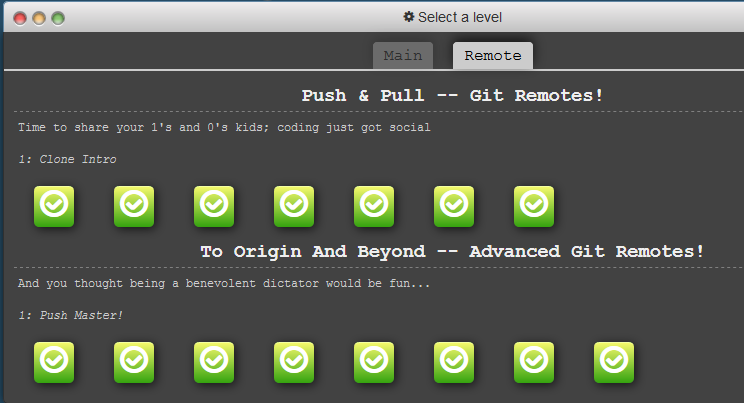 Select a level
Main Remote
Push & Pull -- Git Remotes!
Time to share your 1's and 0's kids; coding just got social
1: Clone Intro
To Origin And Beyond -- Advanced Git Remotes!
And you thought being a benevolent dictator would be fun...
1: Push Master!